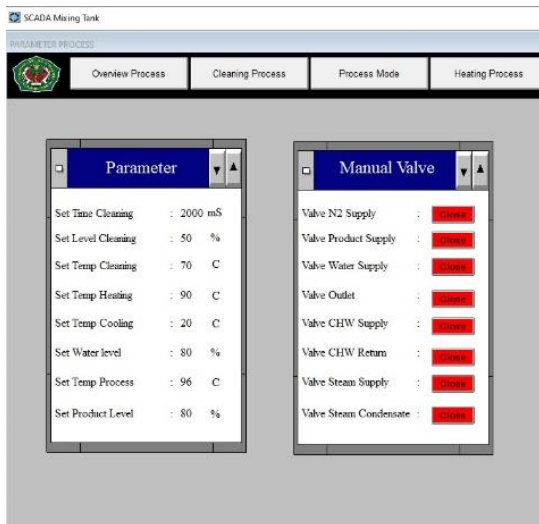 SCADA Mixing Tank
PARAMETER PROCESS
Overview Process Cleaning Process Process Mode Heating Process
Parameter
Set Time Cleaning : 2000 mS
Set Level Cleaning : 50 %
Set Temp Cleaning : 70 C
Set Temp Heating : 90 C
Set Temp Cooling : 20 C
Set Water level : 80 %
Set Temp Process : 96 C
Set Product Level : 80 %
Manual Valve
Valve N2 Supply : Close
Valve Product Supply : Close
Valve Water Supply : Close
Valve Outlet : Close
Valve CHW Supply : Close
Valve CHW Return : Close
Valve Steam Supply : Close
Valve Steam Condensate : Close